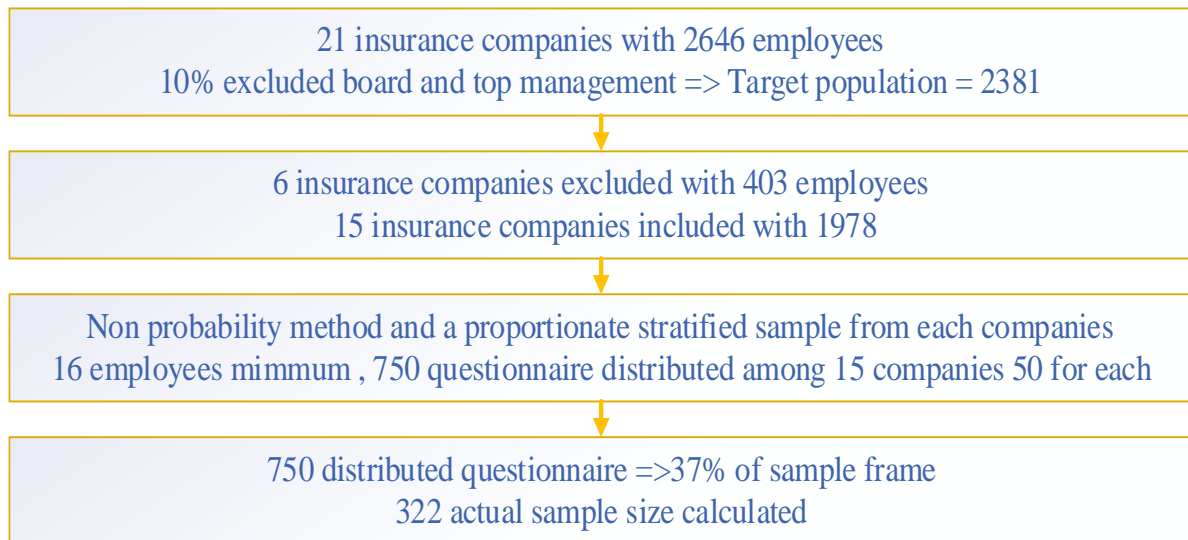 21 insurance companies with 2646 employees
10% excluded board and top management => Target population = 2381
6 insurance companies excluded with 403 employees
15 insurance companies included with 1978
Non probability method and a proportionate stratified sample from each companies
16 employees mimmum , 750 questionnaire distributed among 15 companies 50 for each
750 distributed questionnaire =>37% of sample frame
322 actual sample size calculated